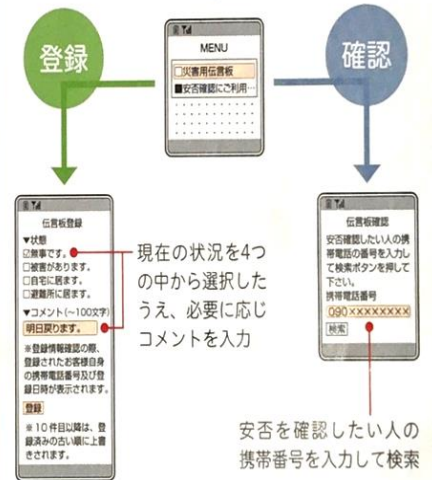 登録
確認
MENU
□災害用伝言板
■安否確認にご利用…
伝言板登録
▼状態
☑無事です。
□被害があります。
□自宅に居ます。
□避難所に居ます。
▼コメント(~100文字)
明日戻ります。
※登録情報確認の際、
登録されたお客様自身
の携帯電話番号及び登
録日時が表示されます。
登録
※10件目以降は、登
録済みの古い順に上書
きされます。
現在の状況を4つ
の中から選択した
うえ、必要に応じ
コメントを入力
伝言板確認
安否確認したい人の携
帯電話の番号を入力し
て検索ボタンを押して
下さい。
携帯電話番号
090××××××××
検索
安否を確認したい人の
携帯番号を入力して検索